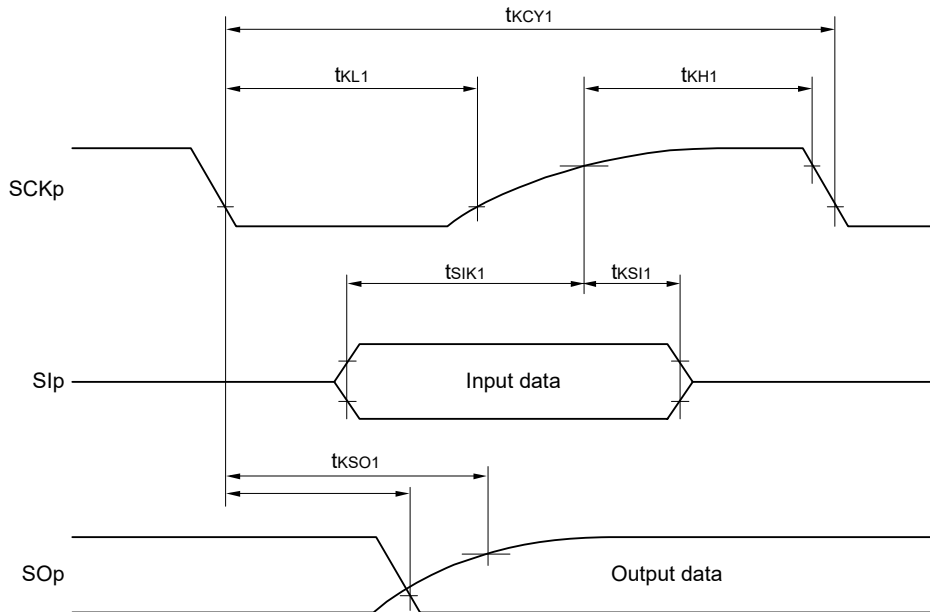 tKCY1
tKL1
tKH1
SCKp
tSIK1
tKSI1
SIp
Input data
tKSO1
SOp
Output data